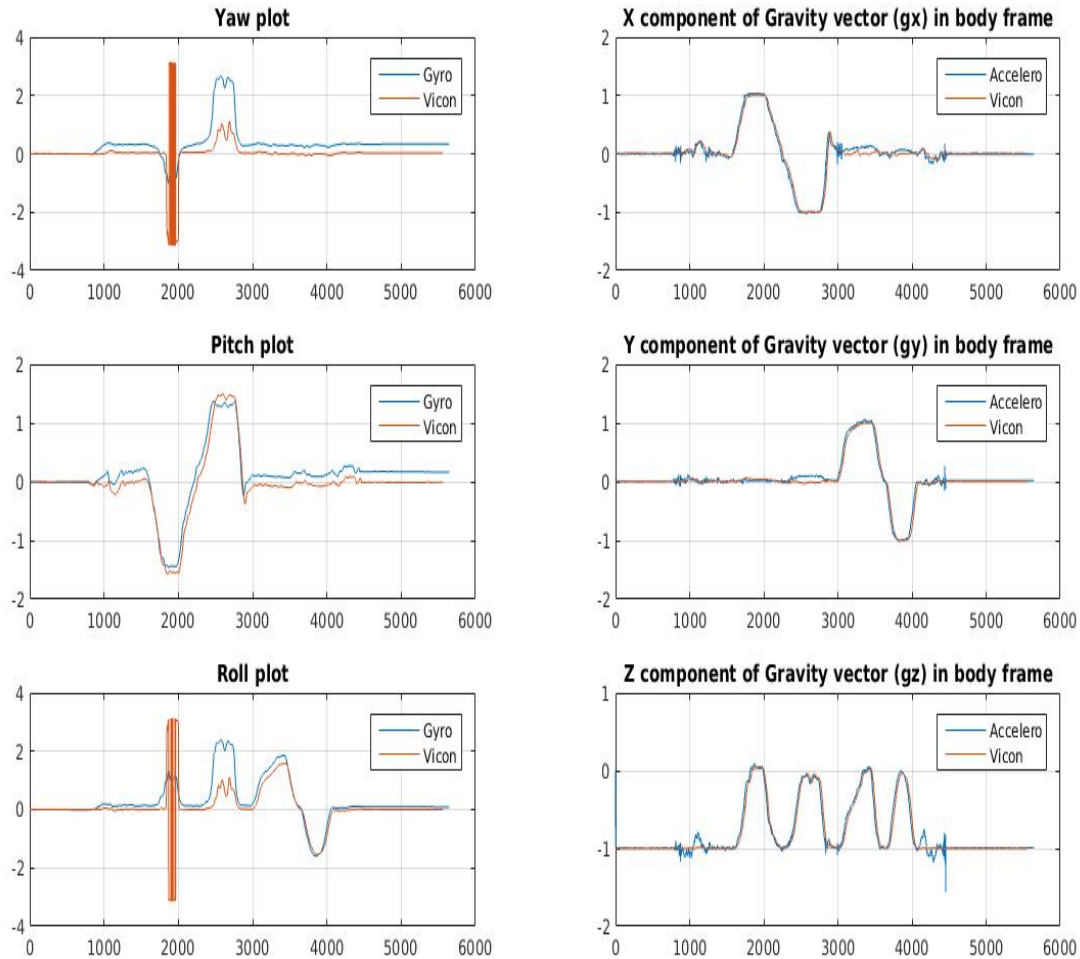 Yaw plot
4
2
0
-2
-4
0 1000 2000 3000 4000 5000 6000
Gyro
Vicon
X component of Gravity vector (gx) in body frame
2
1
0
-1
-2
0 1000 2000 3000 4000 5000 6000
Accelero
Vicon
Pitch plot
2
1
0
-1
-2
0 1000 2000 3000 4000 5000 6000
Gyro
Vicon
Y component of Gravity vector (gy) in body frame
2
1
0
-1
-2
0 1000 2000 3000 4000 5000 6000
Accelero
Vicon
Roll plot
4
2
0
-2
-4
0 1000 2000 3000 4000 5000 6000
Gyro
Vicon
Z component of Gravity vector (gz) in body frame
1
0
-1
-2
0 1000 2000 3000 4000 5000 6000
Accelero
Vicon